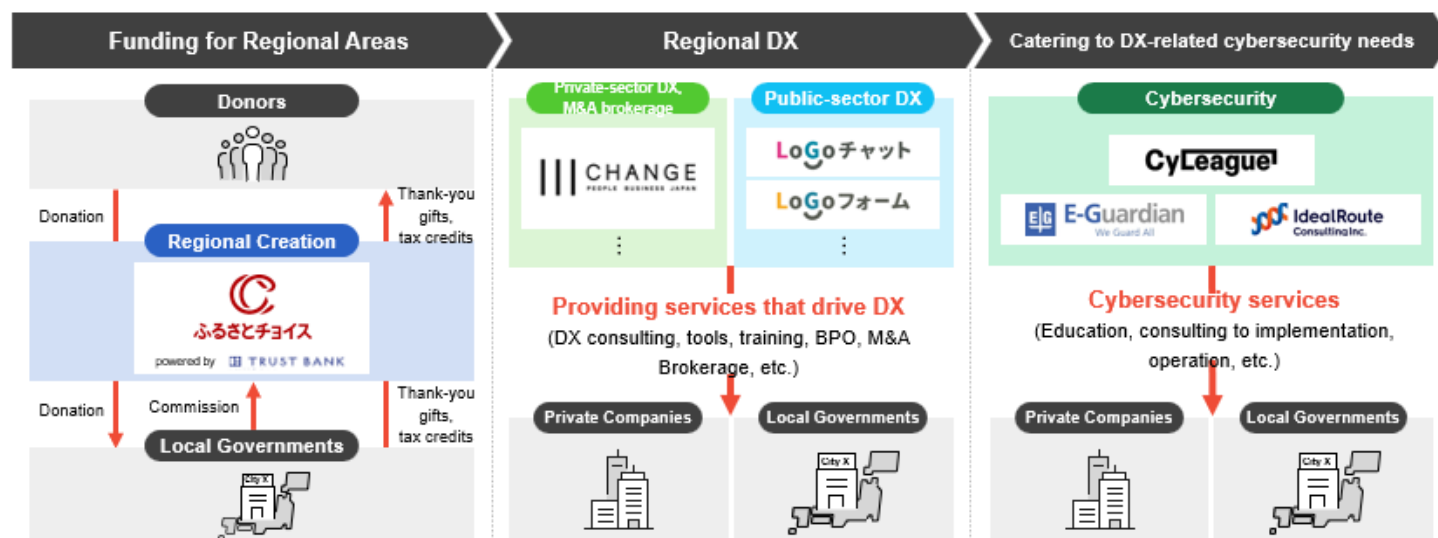 Funding for Regional Areas
Regional DX
Catering to DX-related cybersecurity needs
Donors
Donation
Thank-you
gifts,
tax credits
Regional Creation
ふるさとチョイス
powered by TRUST BANK
Donation
Commission
Thank-you
gifts,
tax credits
Local Governments
City X
Private-sector DX,
M&A brokerage
CHANGE
PEOPLE BUSINESS JAPAN
⋮
Public-sector DX
LoGoチャット
LoGoフォーム
⋮
Providing services that drive DX
(DX consulting, tools, training, BPO, M&A
Brokerage, etc.)
Private Companies
Local Governments
City X
Cybersecurity
CyLeague
EG E-Guardian
We Guard All
IdealRoute
Consulting Inc.
Cybersecurity services
(Education, consulting to implementation,
operation, etc.)
Private Companies
Local Governments
City X